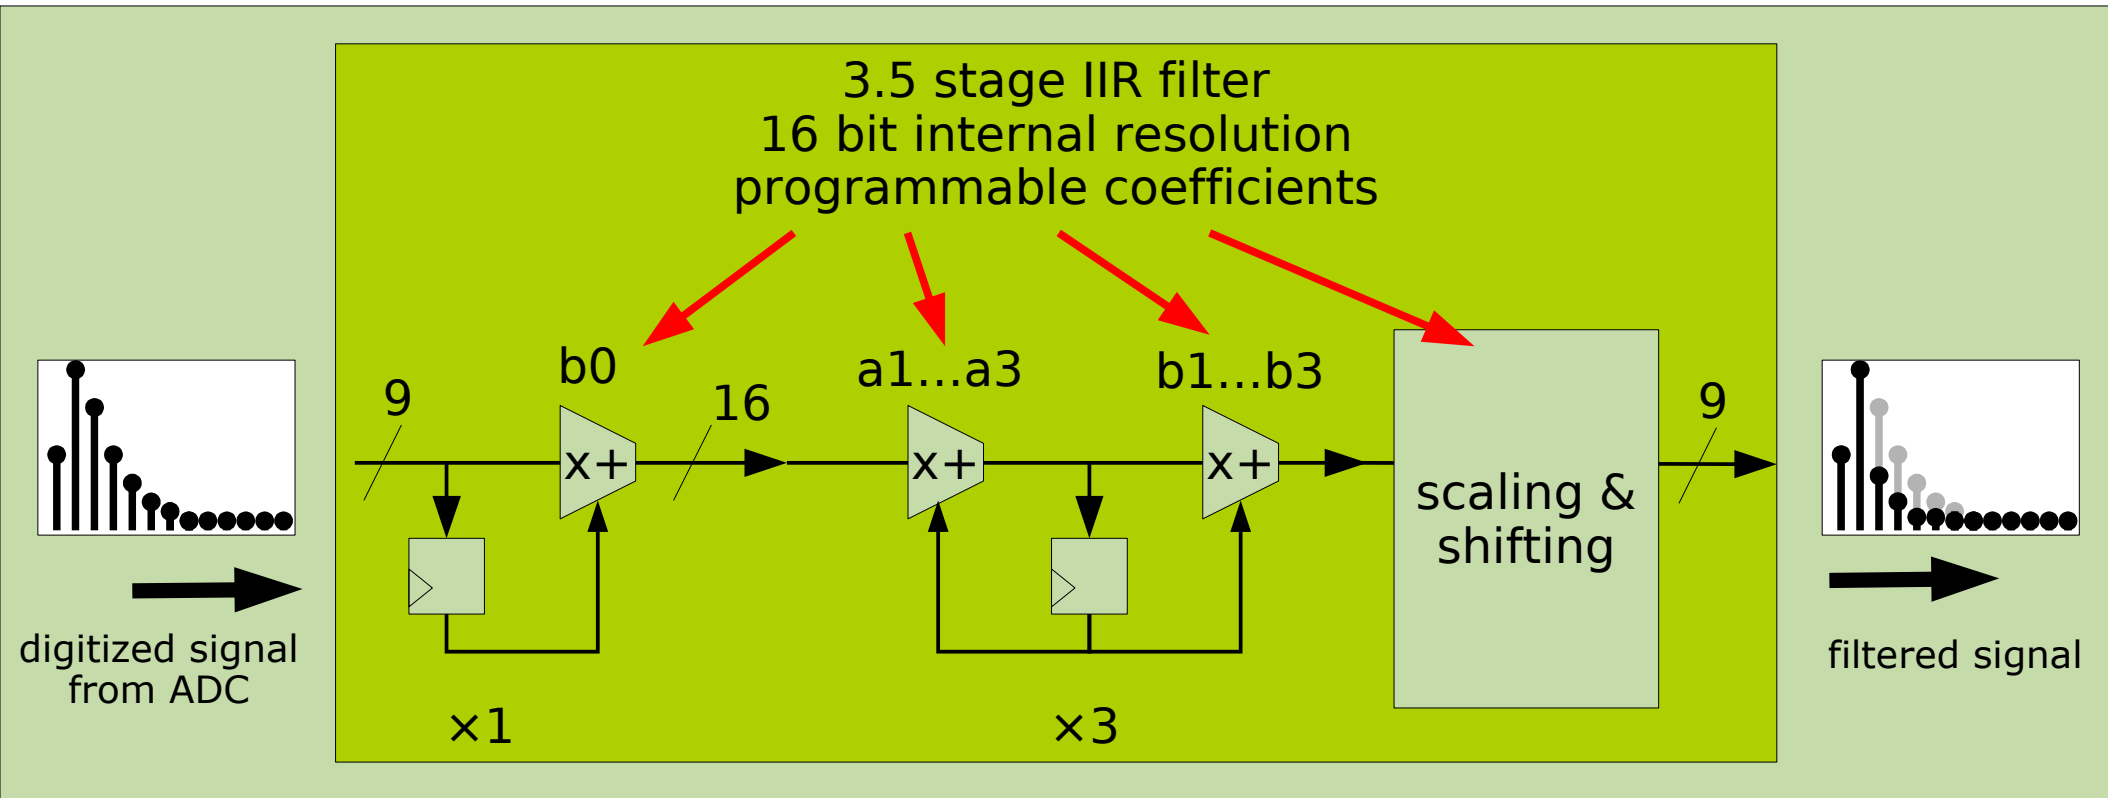 3.5 stage IIR filter
16 bit internal resolution
programmable coefficients
b0
a1...a3
b1...b3
9
16
9
x+
x+
x+
scaling &
shifting
digitized signal
from ADC
filtered signal
×1
×3